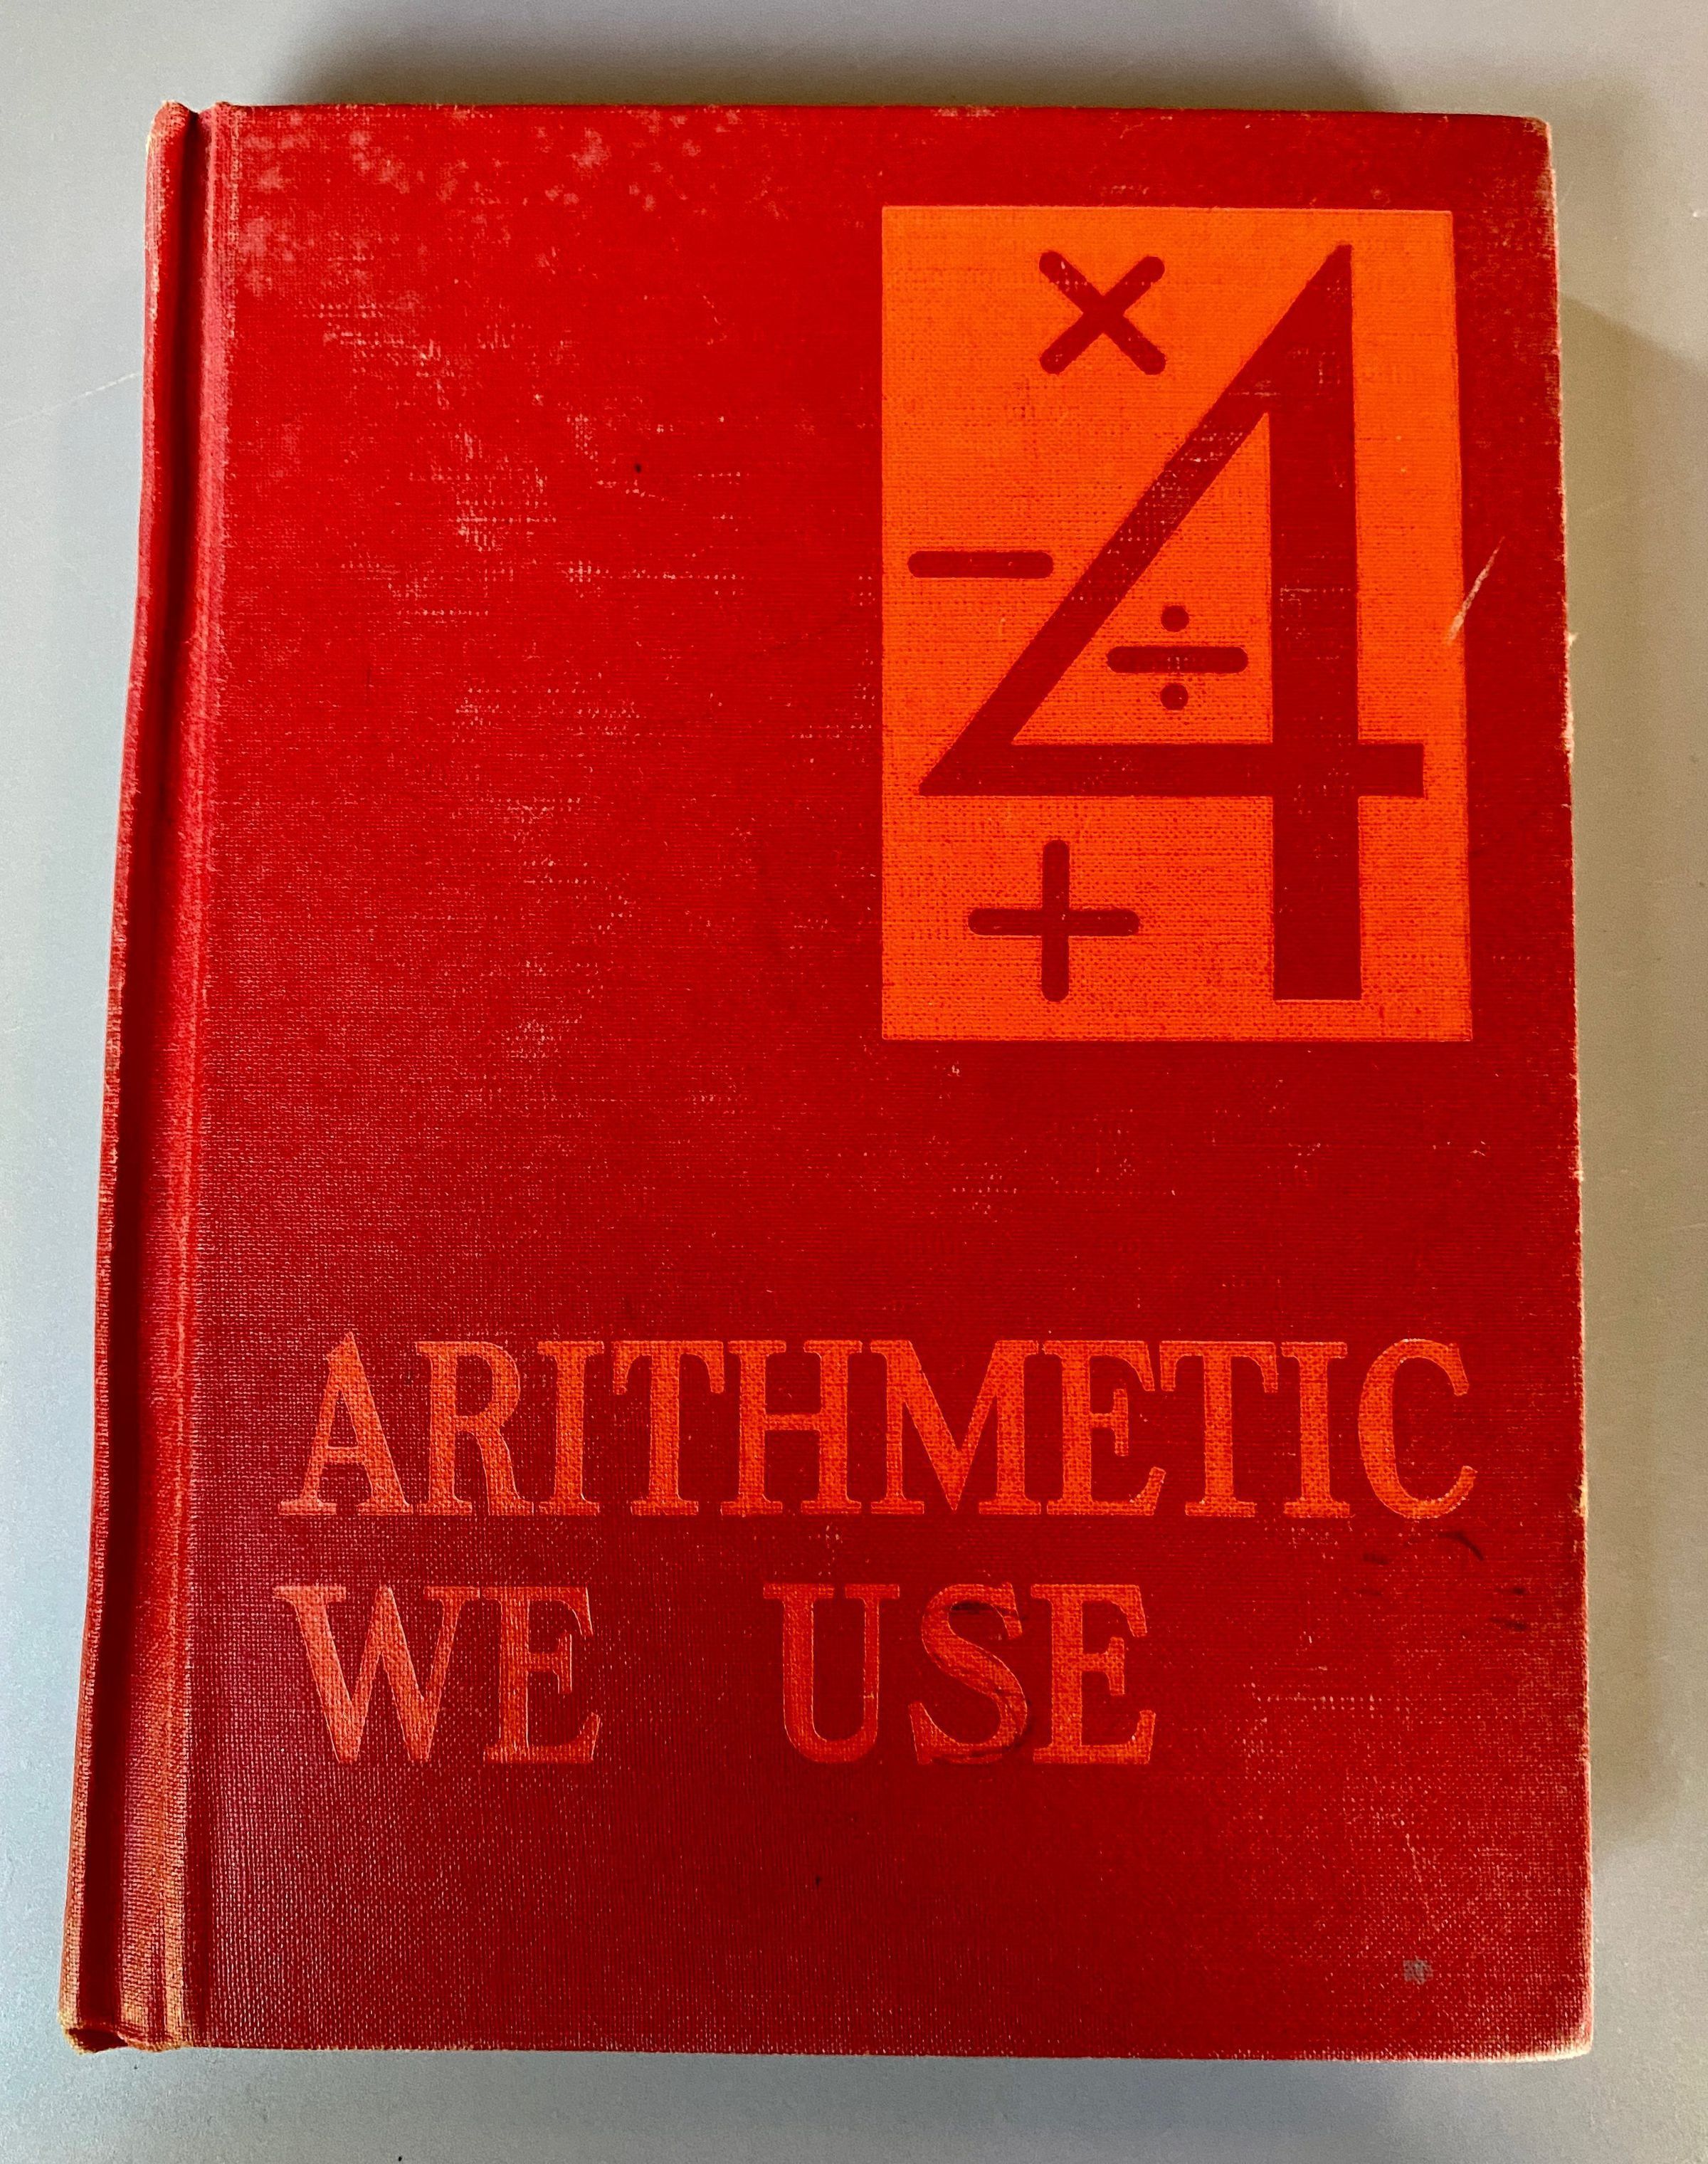 ×
4
−
÷
+
ARITHMETIC
WE USE